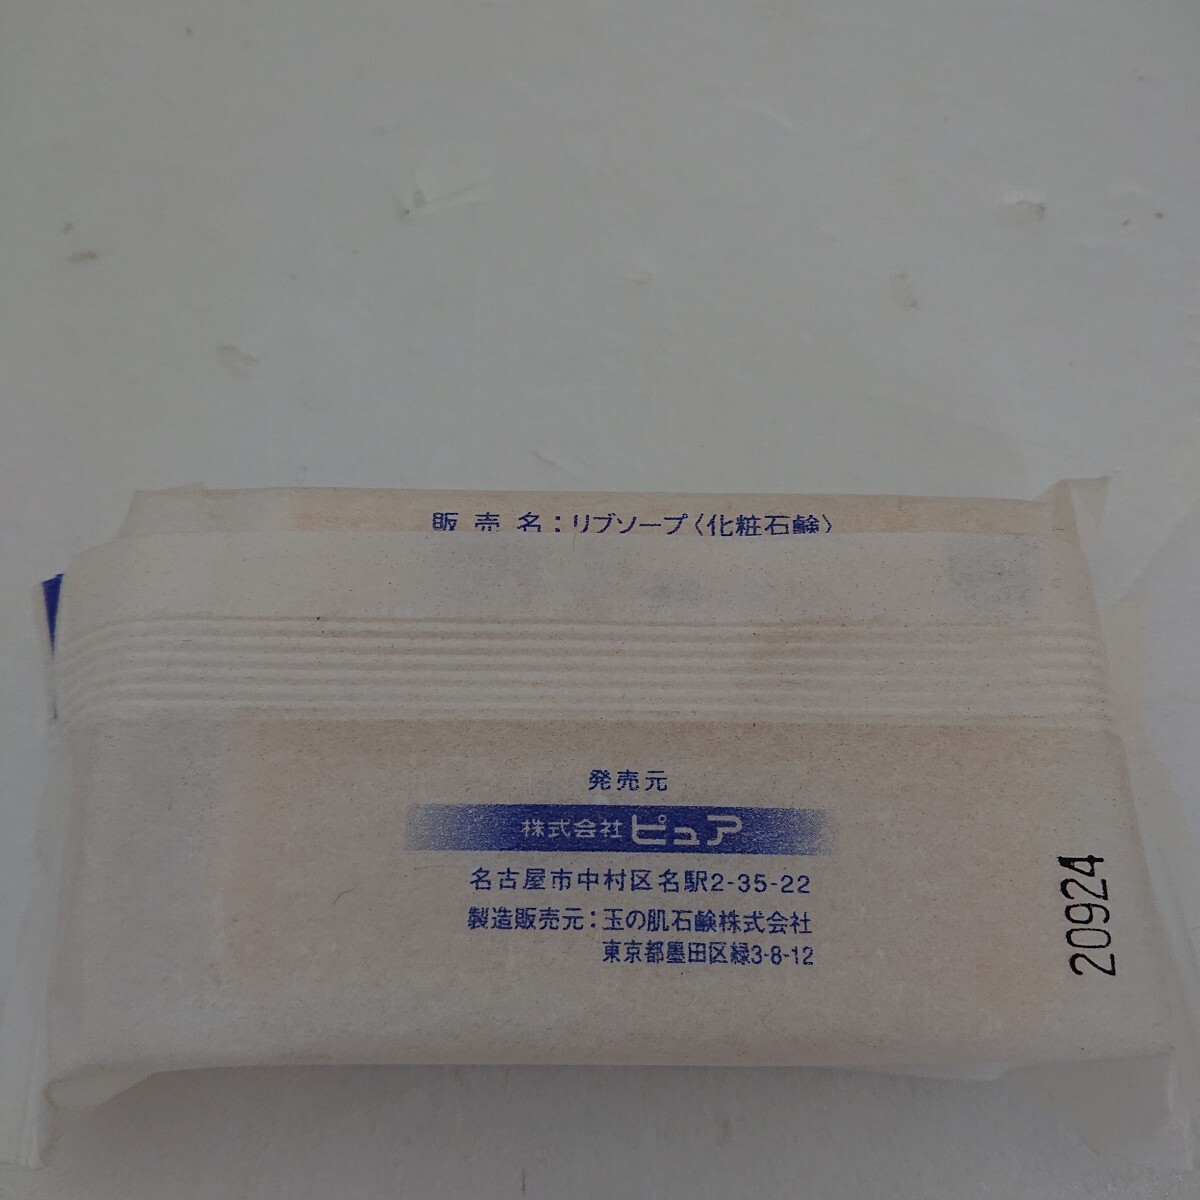 販売名：リブソープ〈化粧石鹸〉
発売元
株式会社ピュア
名古屋市中村区名駅2-35-22
製造販売元：玉の肌石鹸株式会社
東京都墨田区緑3-8-12
20924